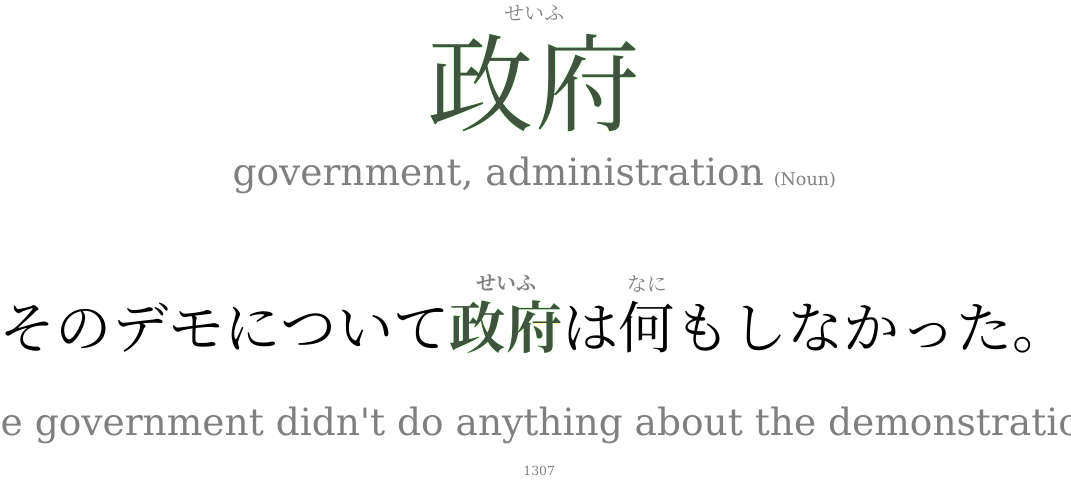 せいふ
政府
government, administration (Noun)
せいふ なに
そのデモについて政府は何もしなかった。
e government didn't do anything about the demonstratio
1307